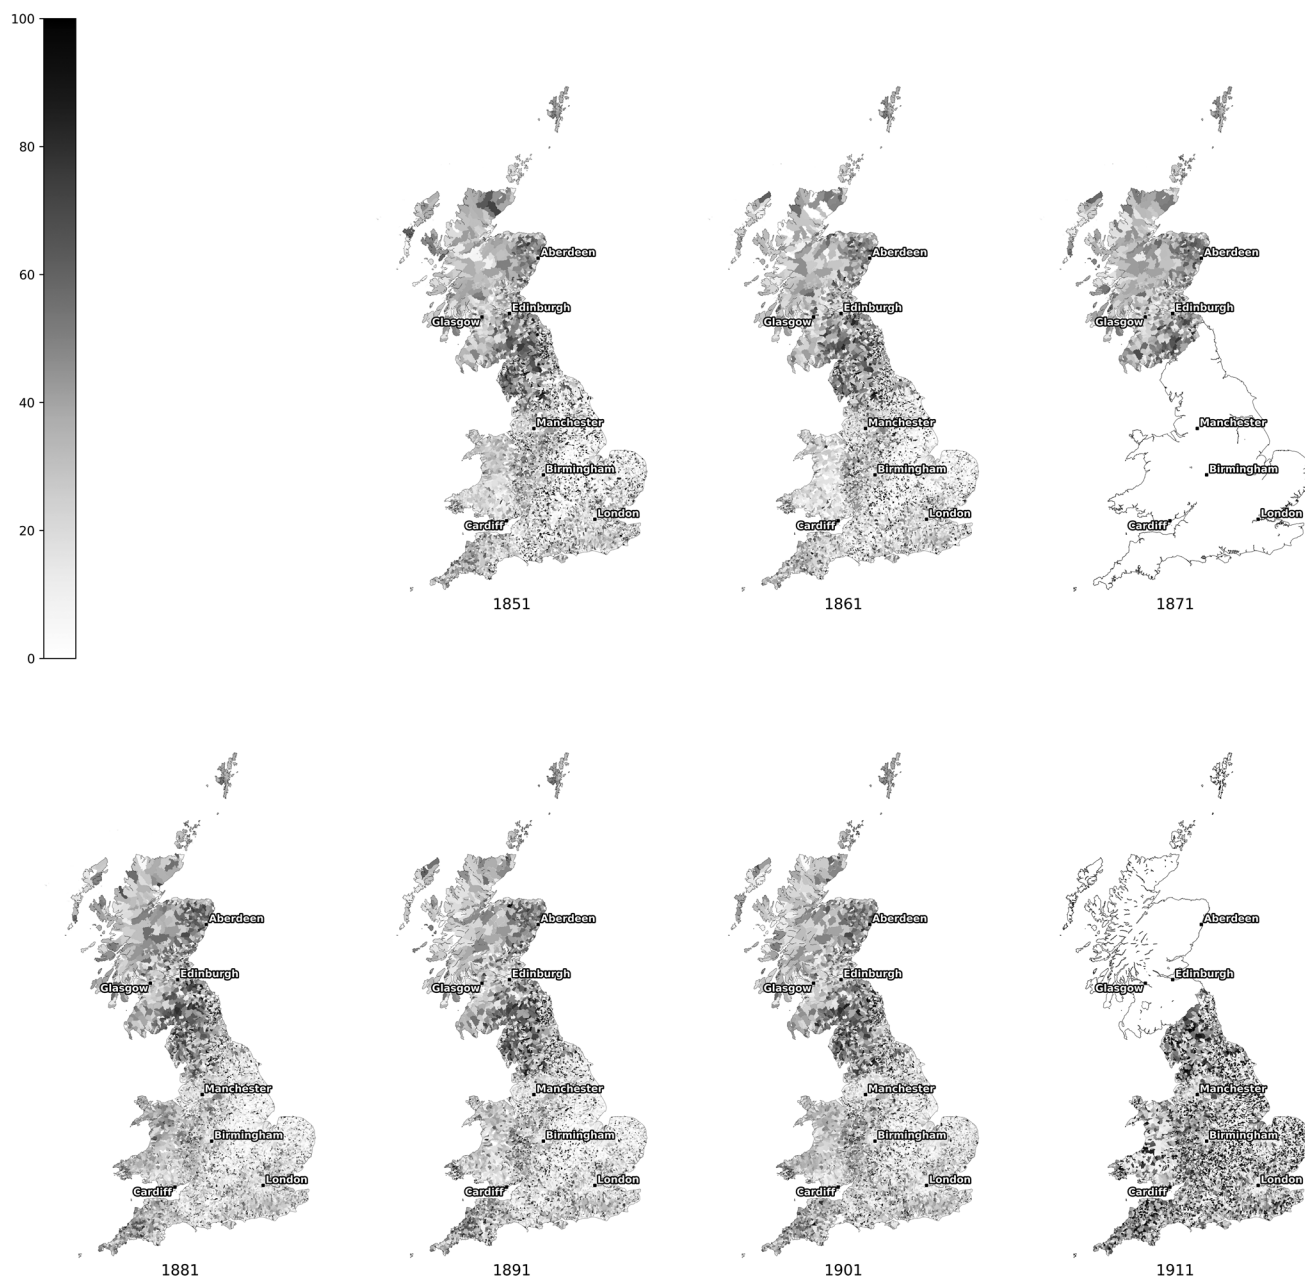 100
80
60
40
20
0
Aberdeen
Edinburgh
Glasgow
Manchester
Birmingham
London
Cardiff
1851
Aberdeen
Edinburgh
Glasgow
Manchester
Birmingham
London
Cardiff
1861
Aberdeen
Edinburgh
Glasgow
Manchester
Birmingham
London
Cardiff
1871
Aberdeen
Edinburgh
Glasgow
Manchester
Birmingham
London
Cardiff
1881
Aberdeen
Edinburgh
Glasgow
Manchester
Birmingham
London
Cardiff
1891
Aberdeen
Edinburgh
Glasgow
Manchester
Birmingham
London
Cardiff
1901
Aberdeen
Edinburgh
Glasgow
Manchester
Birmingham
London
Cardiff
1911